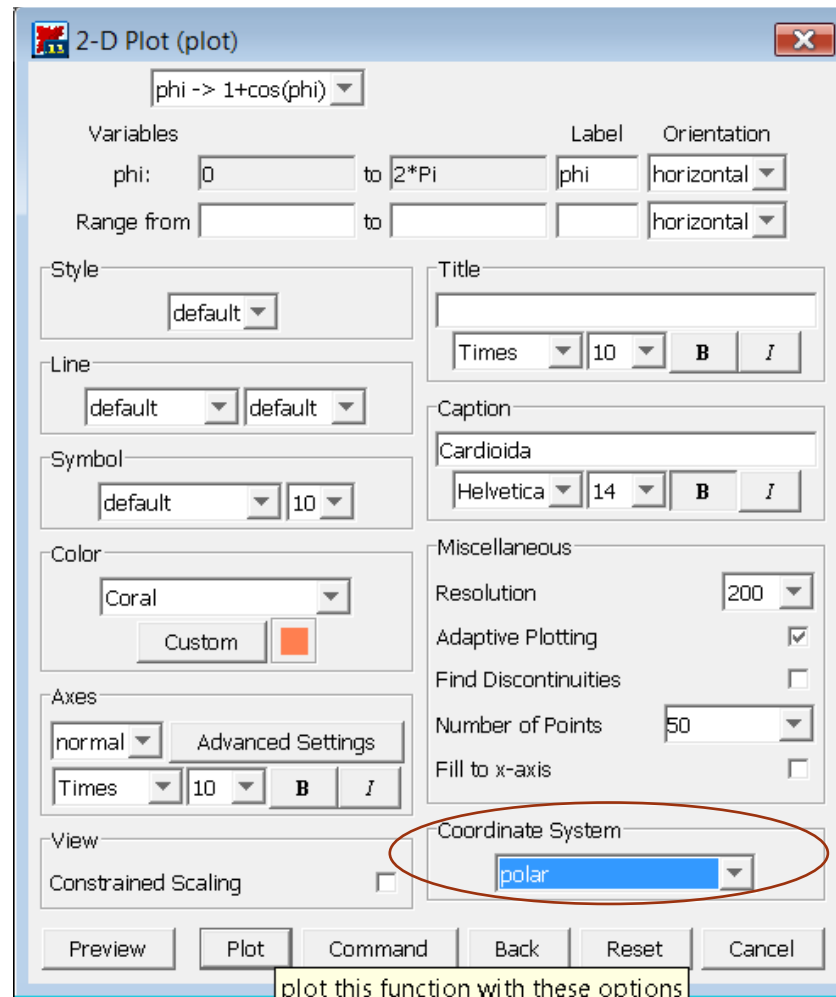 2-D Plot (plot)
phi -> 1+cos(phi)
Variables Label Orientation
phi: 0 to 2*Pi phi horizontal
Range from to horizontal
Style
default
Line
default default
Symbol
default 10
Color
Coral
Custom
Axes
normal Advanced Settings
Times 10 B I
View
Constrained Scaling
Title
Times 10 B I
Caption
Cardioida
Helvetica 14 B I
Miscellaneous
Resolution 200
Adaptive Plotting
Find Discontinuities
Number of Points 50
Fill to x-axis
Coordinate System
polar
Preview Plot Command Back Reset Cancel
plot this function with these options